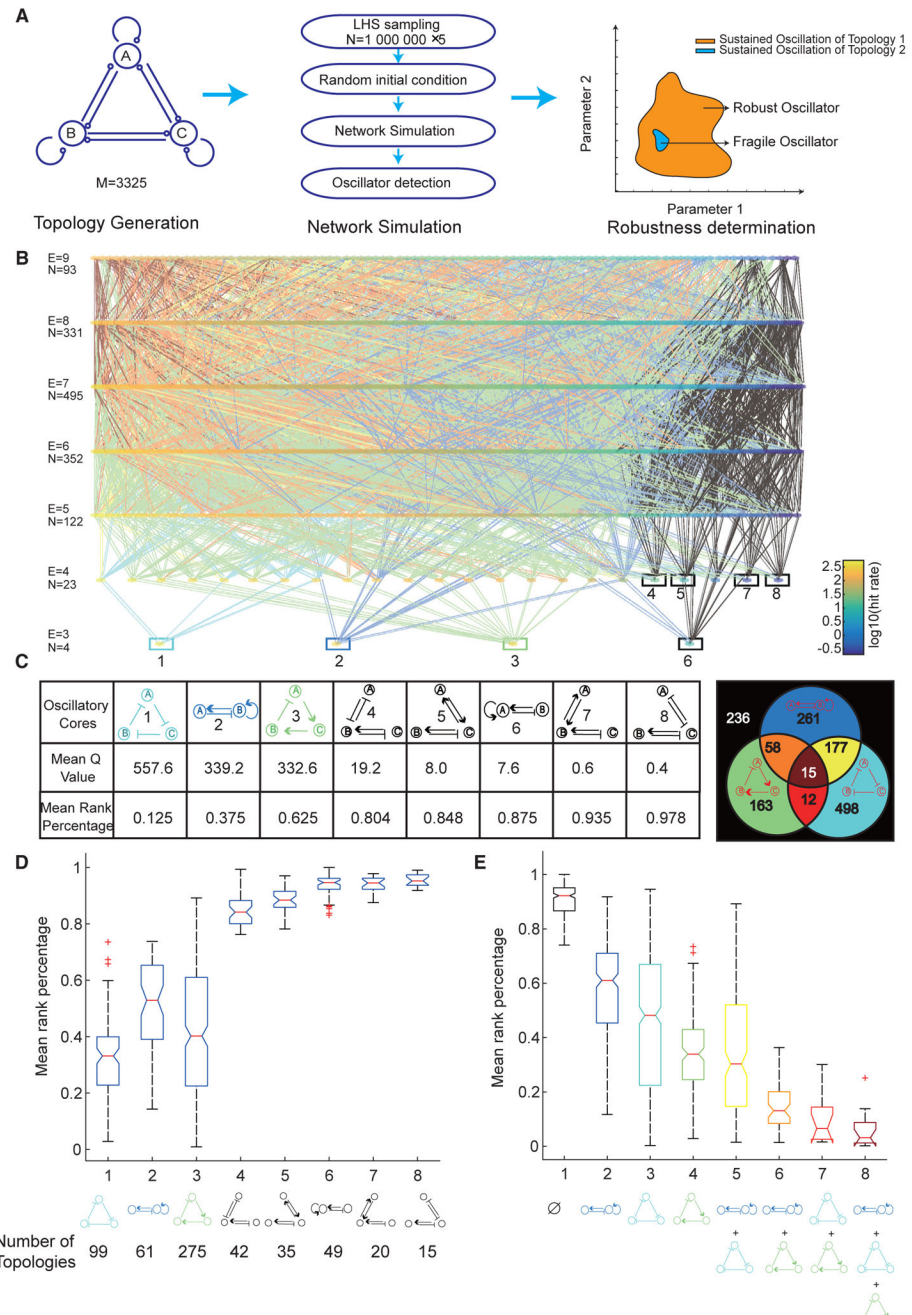 A
A
B
C
M=3325
Topology Generation
LHS sampling
N=1 000 000 ×5
Random initial condition
Network Simulation
Oscillator detection
Network Simulation
Sustained Oscillation of Topology 1
Sustained Oscillation of Topology 2
Robust Oscillator
Fragile Oscillator
Parameter 2
Parameter 1
Robustness determination
B
E=9
N=93
E=8
N=331
E=7
N=495
E=6
N=352
E=5
N=122
E=4
N=23
E=3
N=4
4 5 7 8
1 2 3 6
2.5
2
1.5
1
0.5
0
-0.5
log10(hit rate)
C
Oscillatory
Cores
A
1
B C
A 2 B
A
3
B C
A
4
B C
A
5
B C
6
A B
A
7
B C
A
8
B C
Mean Q
Value
557.6 339.2 332.6 19.2 8.0 7.6 0.6 0.4
Mean Rank
Percentage
0.125 0.375 0.625 0.804 0.848 0.875 0.935 0.978
236
261
58 177
15
163 12 498
D
Mean rank percentage
1
0.8
0.6
0.4
0.2
0
1 2 3 4 5 6 7 8
Number of
Topologies
99 61 275 42 35 49 20 15
E
Mean rank percentage
1
0.8
0.6
0.4
0.2
0
1 2 3 4 5 6 7 8
∅
+ + + +
+